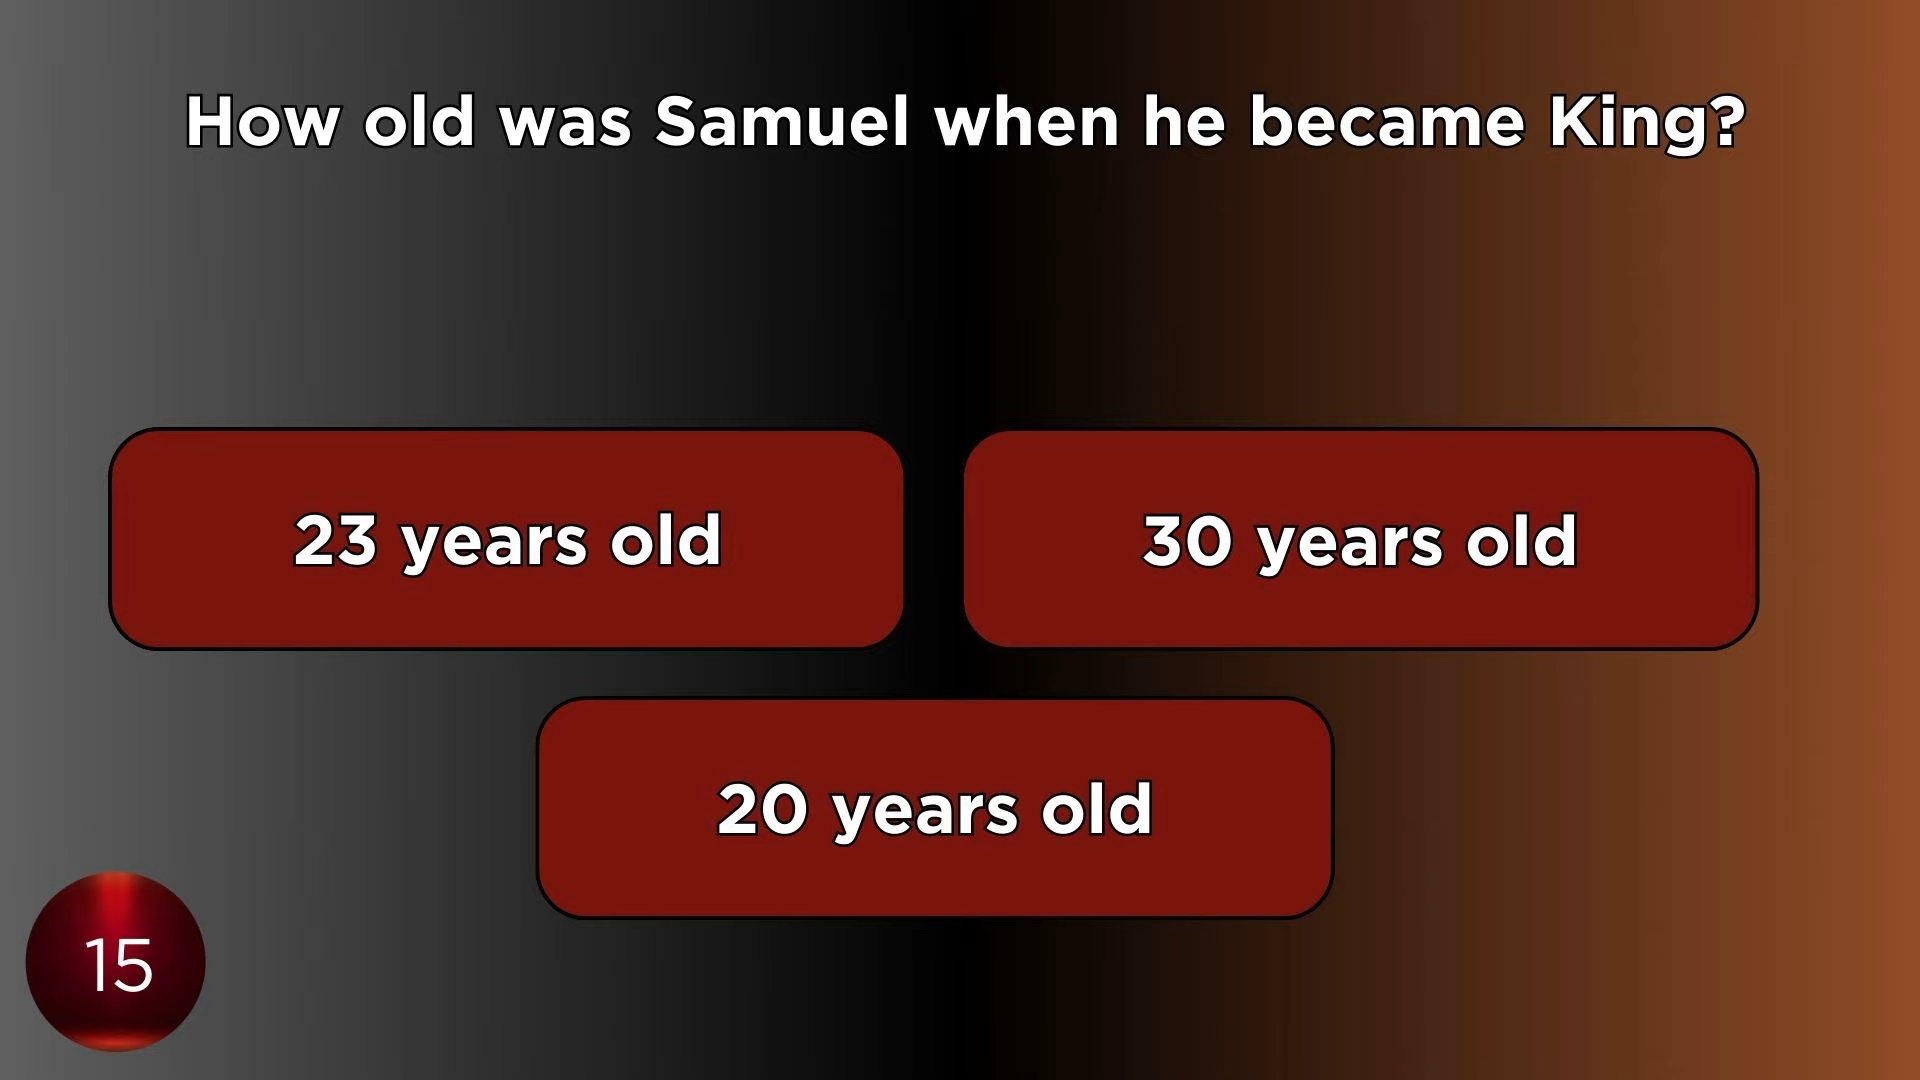 How old was Samuel when he became King?
23 years old
30 years old
20 years old
15